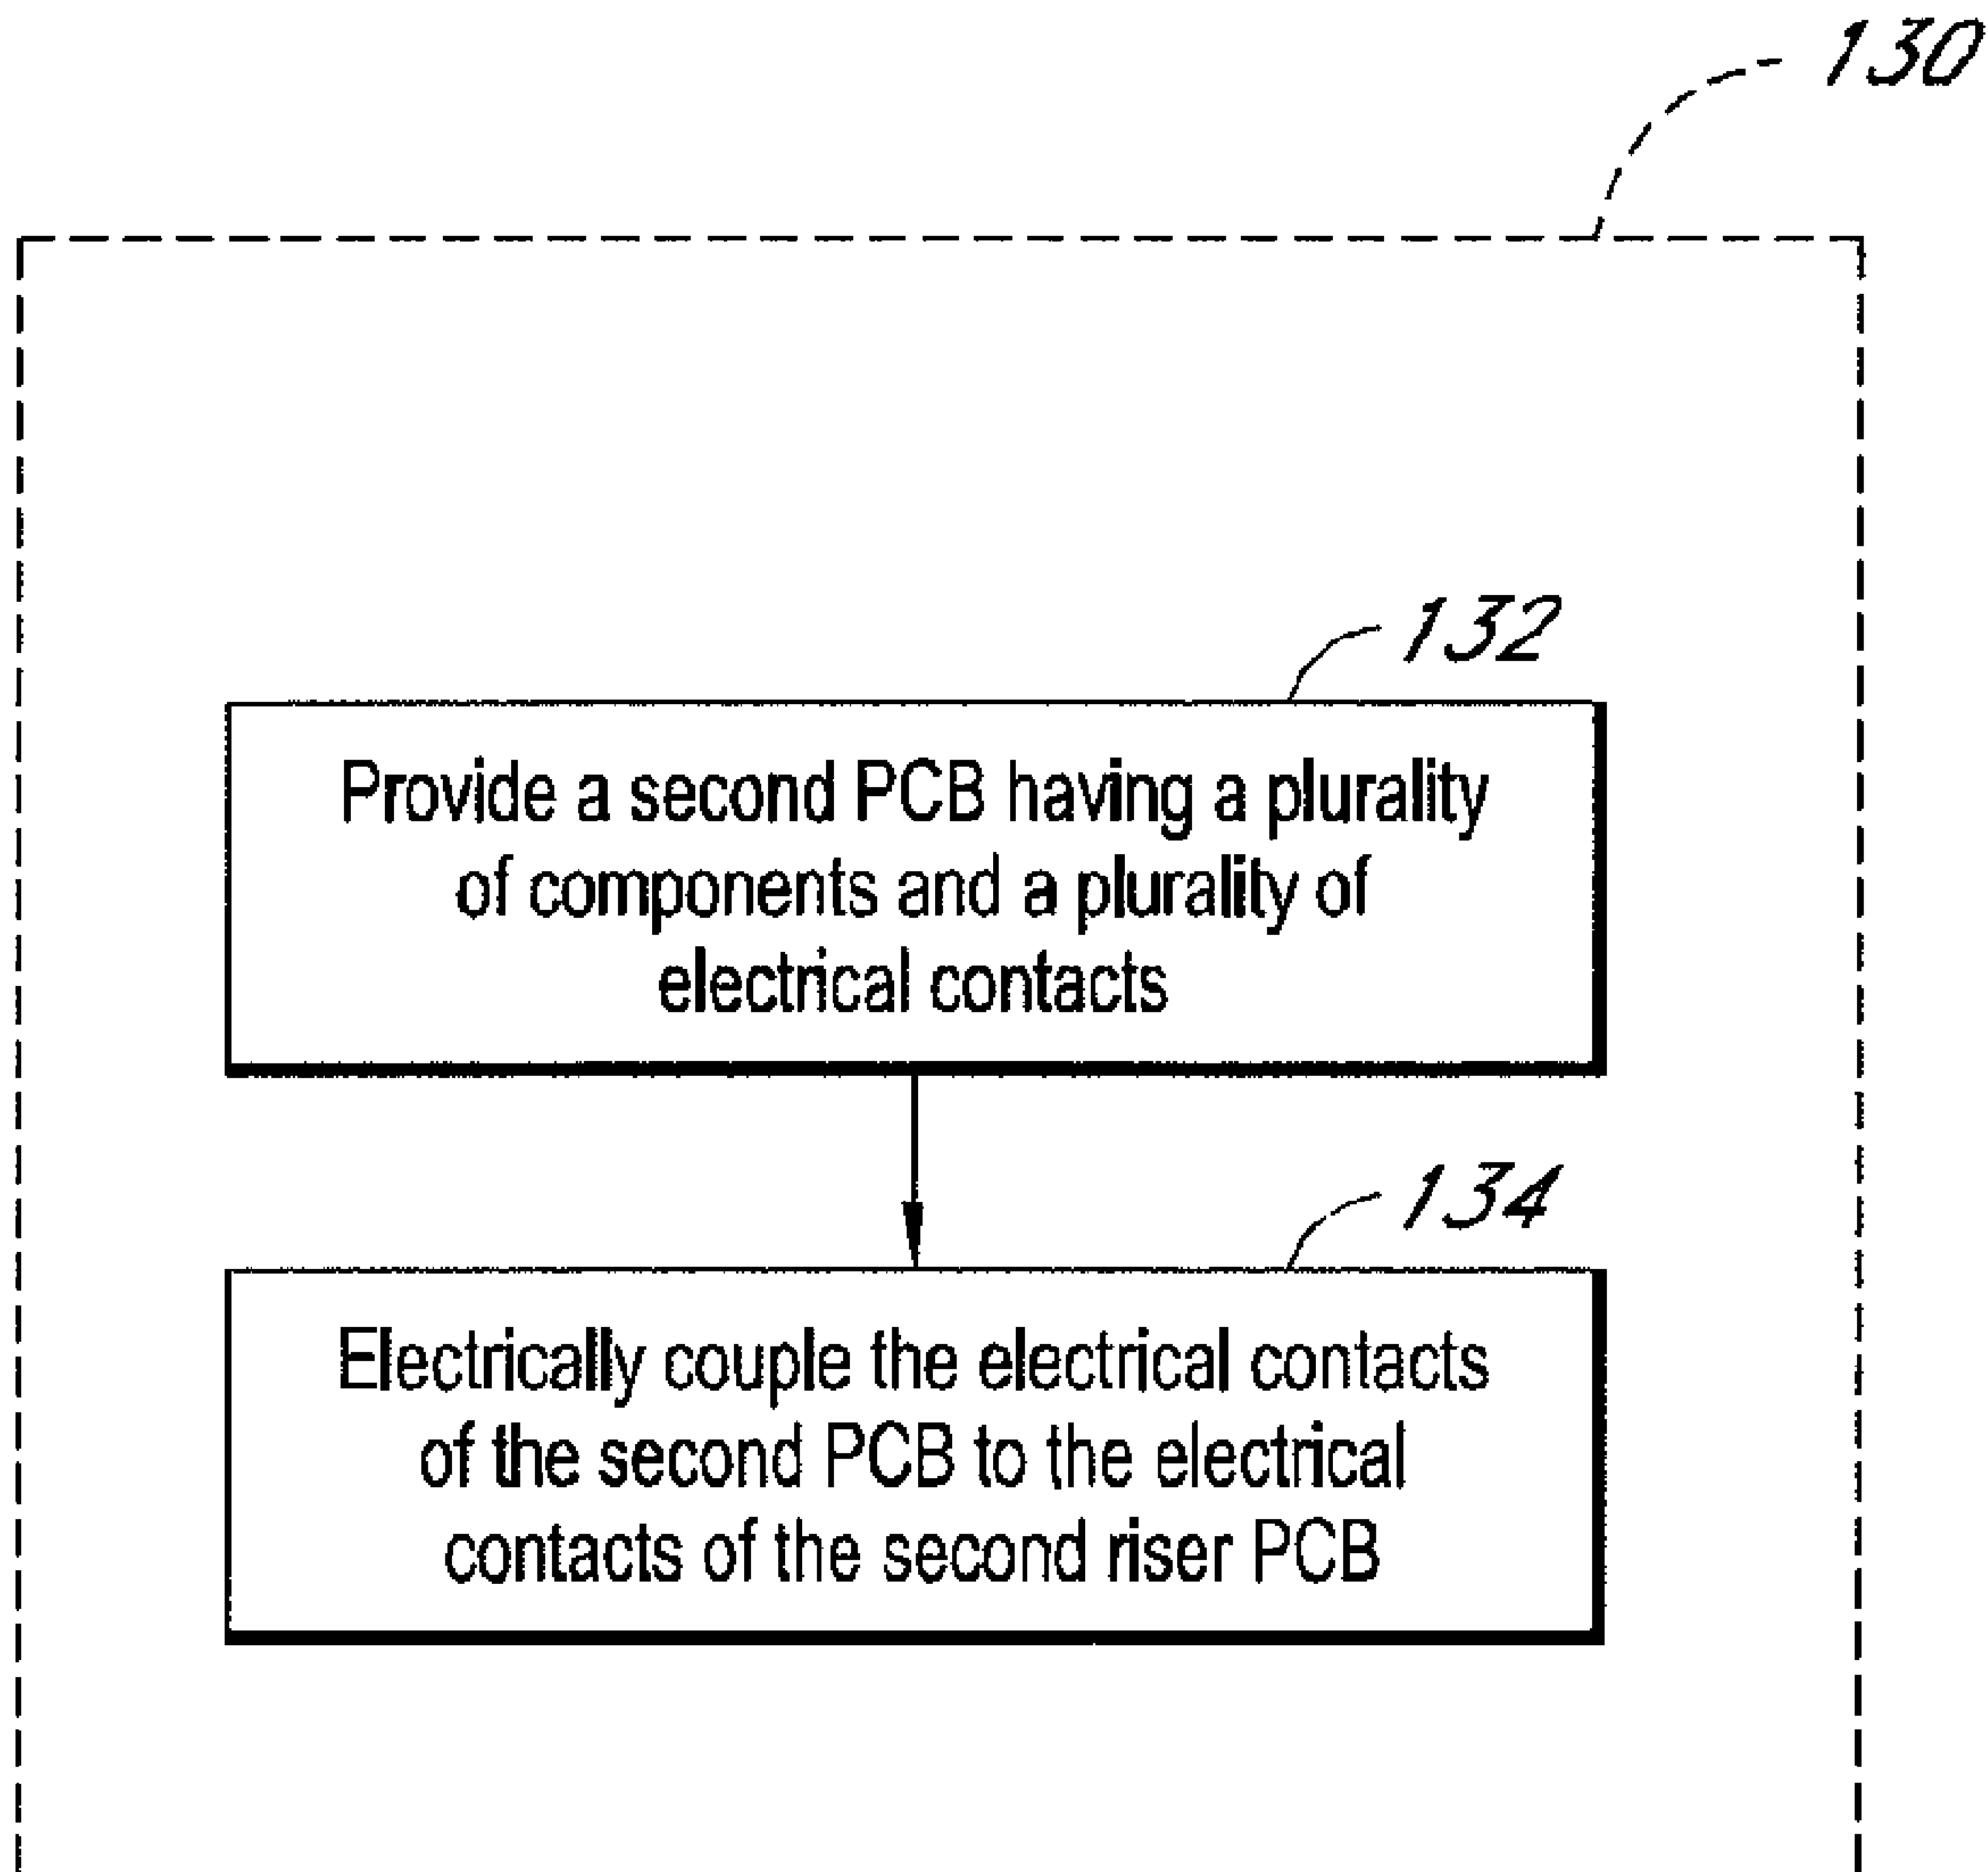 130
132
Provide a second PCB having a plurality
of components and a plurality of
electrical contacts
134
Electrically couple the electrical contacts
of the second PCB to the electrical
contacts of the second riser PCB